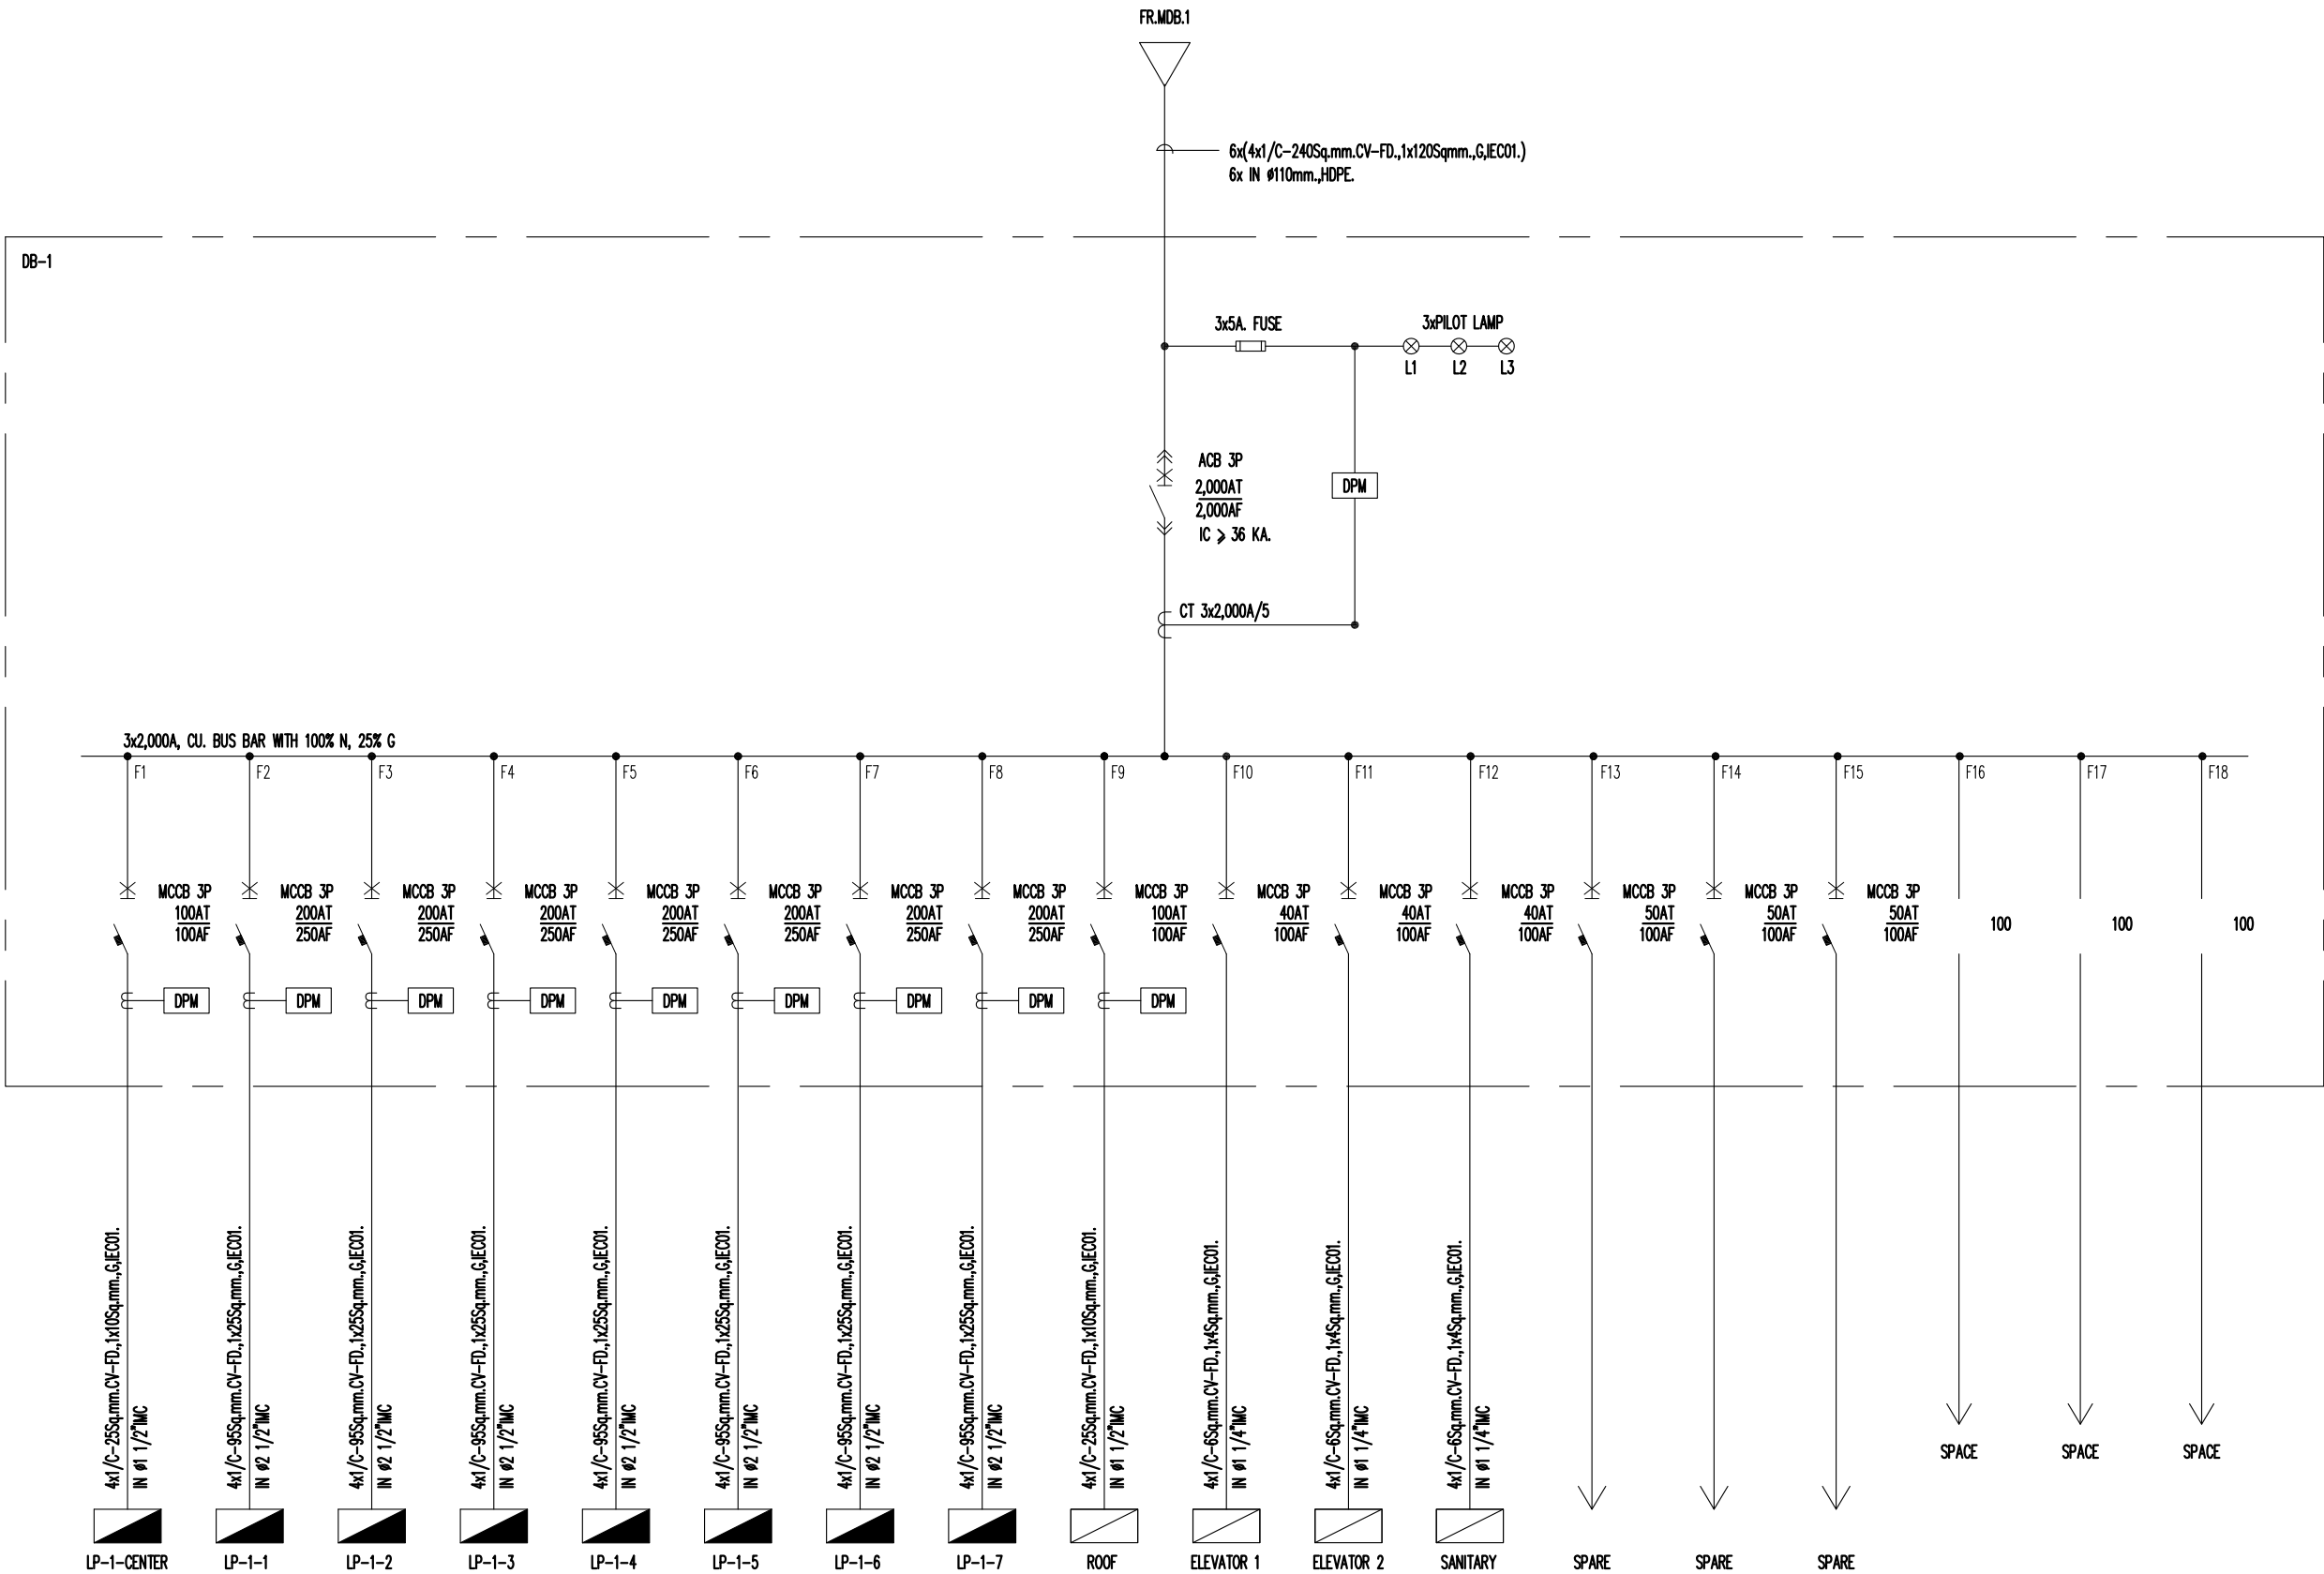 FR.MDB.1
6x(4x1/C-240Sq.mm.CV-FD.,1x120Sqmm.,G,IEC01.)
6x IN ø110mm.,HDPE.
DB-1
3x5A. FUSE
3xPILOT LAMP
L1 L2 L3
ACB 3P
2,000AT
2,000AF
IC ⩾ 36 KA.
DPM
CT 3x2,000A/5
3x2,000A, CU. BUS BAR WITH 100% N, 25% G
F1 F2 F3 F4 F5 F6 F7 F8 F9 F10 F11 F12 F13 F14 F15 F16 F17 F18
MCCB 3P MCCB 3P MCCB 3P MCCB 3P MCCB 3P MCCB 3P MCCB 3P MCCB 3P MCCB 3P MCCB 3P MCCB 3P MCCB 3P MCCB 3P MCCB 3P MCCB 3P
100AT 200AT 200AT 200AT 200AT 200AT 200AT 200AT 100AT 40AT 40AT 40AT 50AT 50AT 50AT
100AF 250AF 250AF 250AF 250AF 250AF 250AF 250AF 100AF 100AF 100AF 100AF 100AF 100AF 100AF
100 100 100
DPM DPM DPM DPM DPM DPM DPM DPM DPM
4x1/C-25Sq.mm.CV-FD.,1x10Sq.mm.,G,IEC01.
IN ø1 1/2"IMC
4x1/C-95Sq.mm.CV-FD.,1x25Sq.mm.,G,IEC01.
IN ø2 1/2"IMC
4x1/C-95Sq.mm.CV-FD.,1x25Sq.mm.,G,IEC01.
IN ø2 1/2"IMC
4x1/C-95Sq.mm.CV-FD.,1x25Sq.mm.,G,IEC01.
IN ø2 1/2"IMC
4x1/C-95Sq.mm.CV-FD.,1x25Sq.mm.,G,IEC01.
IN ø2 1/2"IMC
4x1/C-95Sq.mm.CV-FD.,1x25Sq.mm.,G,IEC01.
IN ø2 1/2"IMC
4x1/C-95Sq.mm.CV-FD.,1x25Sq.mm.,G,IEC01.
IN ø2 1/2"IMC
4x1/C-95Sq.mm.CV-FD.,1x25Sq.mm.,G,IEC01.
IN ø2 1/2"IMC
4x1/C-25Sq.mm.CV-FD.,1x10Sq.mm.,G,IEC01.
IN ø1 1/2"IMC
4x1/C-6Sq.mm.CV-FD.,1x4Sq.mm.,G,IEC01.
IN ø1 1/4"IMC
4x1/C-6Sq.mm.CV-FD.,1x4Sq.mm.,G,IEC01.
IN ø1 1/4"IMC
4x1/C-6Sq.mm.CV-FD.,1x4Sq.mm.,G,IEC01.
IN ø1 1/4"IMC
SPACE SPACE SPACE
LP-1-CENTER LP-1-1 LP-1-2 LP-1-3 LP-1-4 LP-1-5 LP-1-6 LP-1-7 ROOF ELEVATOR 1 ELEVATOR 2 SANITARY SPARE SPARE SPARE